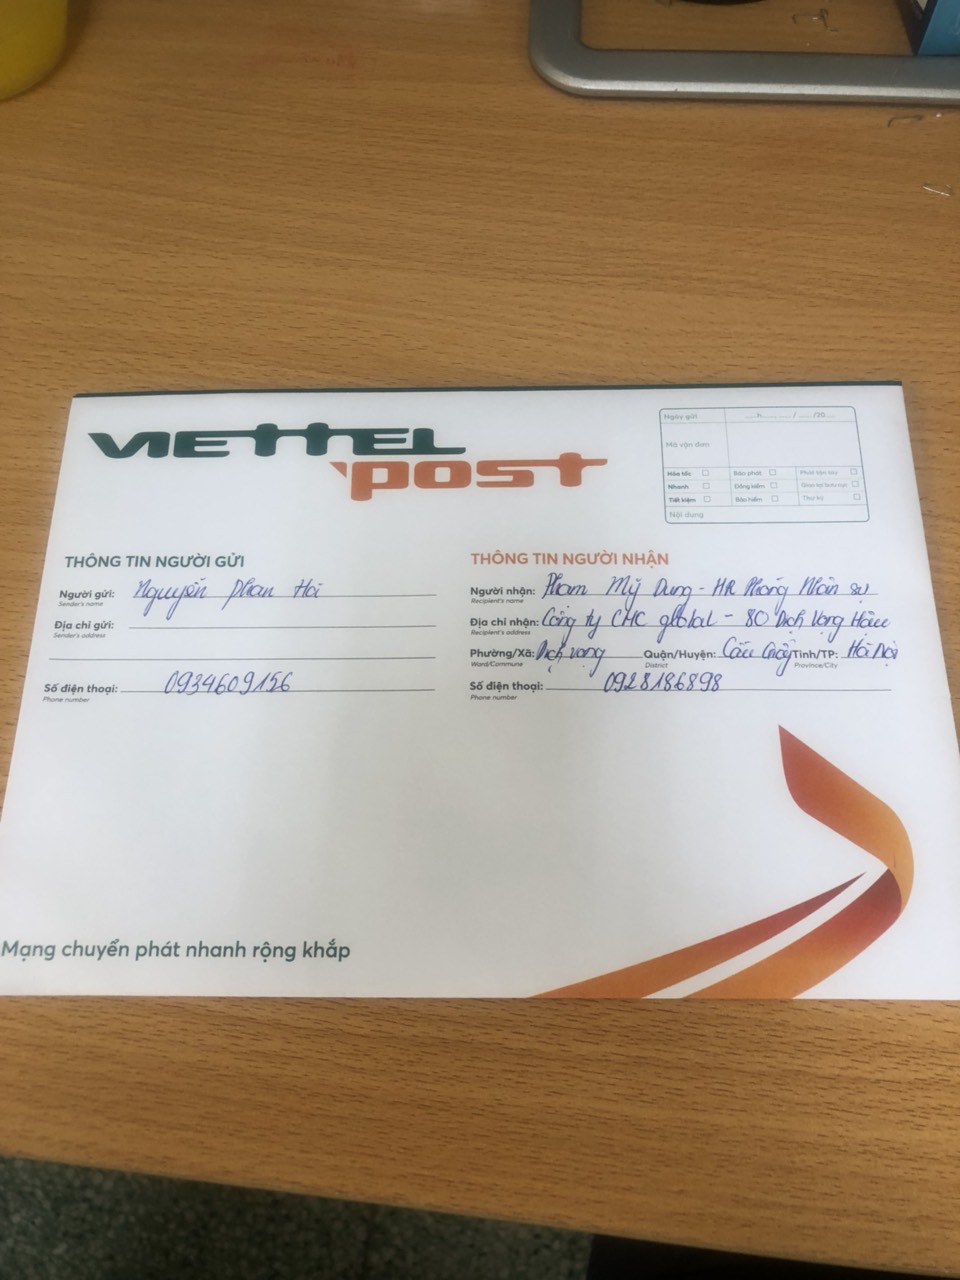 VIETTEL
POST
Ngày gửi ....h....... ..../..../20....
Mã vận đơn
Hỏa tốc Báo phát Phát tận tay
Nhanh Đồng kiểm
Tiết kiệm Bảo hiểm Thư ký
Nội dung
THÔNG TIN NGƯỜI GỬI
Người gửi: Nguyễn Phan Hải
Sender's name
Địa chỉ gửi:
Sender's address
Số điện thoại: 0934609156
Phone number
THÔNG TIN NGƯỜI NHẬN
Người nhận: Phạm Mỹ Dung - HR Phòng Nhân sự
Recipient's name
Địa chỉ nhận: Công ty CMC global - 80 Dịch Vọng Hậu
Recipient's address
Phường/Xã: Dịch vọng Quận/Huyện: Cầu Giấy Tỉnh/TP: Hà Nội
Ward/Commune District Province/City
Số điện thoại: 0928186898
Phone number
Mạng chuyển phát nhanh rộng khắp